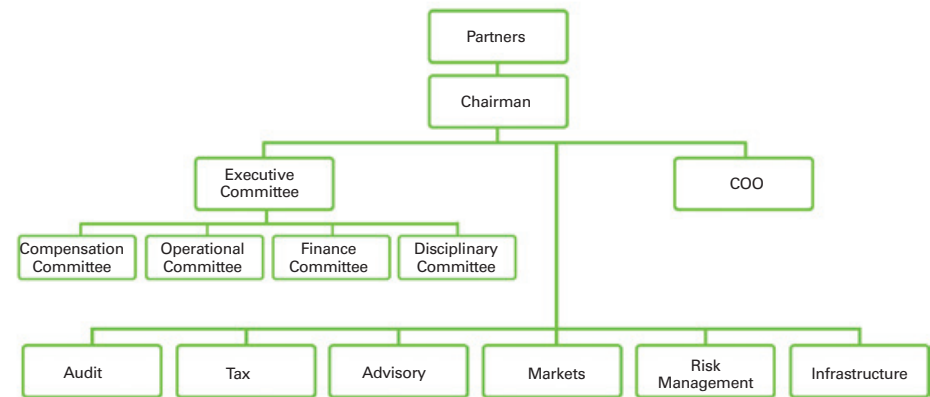 Partners
Chairman
Executive
Committee
COO
Compensation
Committee
Operational
Committee
Finance
Committee
Disciplinary
Committee
Audit
Tax
Advisory
Markets
Risk
Management
Infrastructure